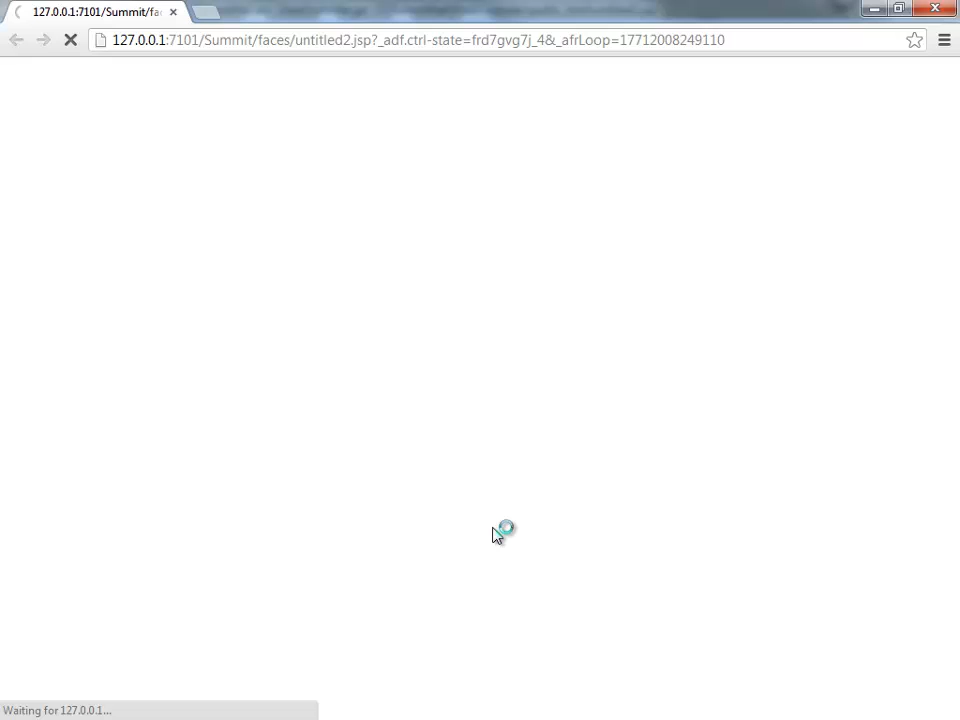 127.0.0.1:7101/Summit/fa
127.0.0.1:7101/Summit/faces/untitled2.jsp?_adf.ctrl-state=frd7gvg7j_4&_afrLoop=17712008249110
Waiting for 127.0.0.1...